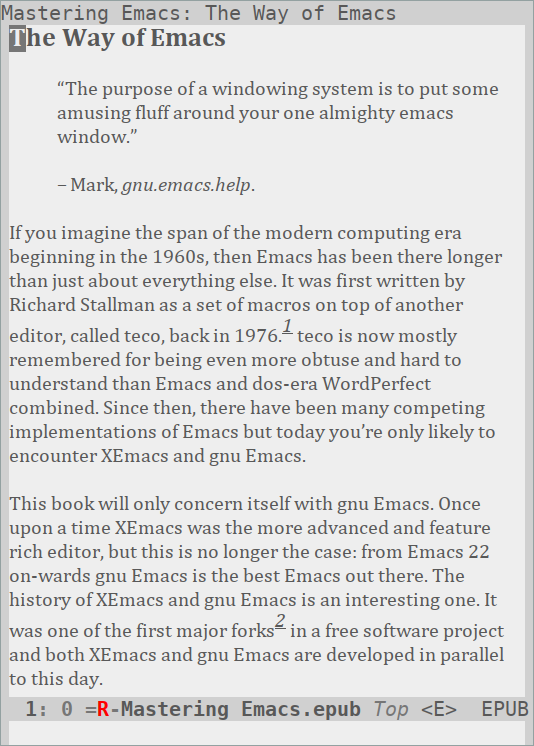 Mastering Emacs: The Way of Emacs
The Way of Emacs
“The purpose of a windowing system is to put some
amusing fluff around your one almighty emacs
window.”
– Mark, gnu.emacs.help.
If you imagine the span of the modern computing era
beginning in the 1960s, then Emacs has been there longer
than just about everything else. It was first written by
Richard Stallman as a set of macros on top of another
editor, called teco, back in 1976.1 teco is now mostly
remembered for being even more obtuse and hard to
understand than Emacs and dos-era WordPerfect
combined. Since then, there have been many competing
implementations of Emacs but today you’re only likely to
encounter XEmacs and gnu Emacs.
This book will only concern itself with gnu Emacs. Once
upon a time XEmacs was the more advanced and feature
rich editor, but this is no longer the case: from Emacs 22
on-wards gnu Emacs is the best Emacs out there. The
history of XEmacs and gnu Emacs is an interesting one. It
was one of the first major forks2 in a free software project
and both XEmacs and gnu Emacs are developed in parallel
to this day.
1: 0 =R-Mastering Emacs.epub Top <E> EPUB